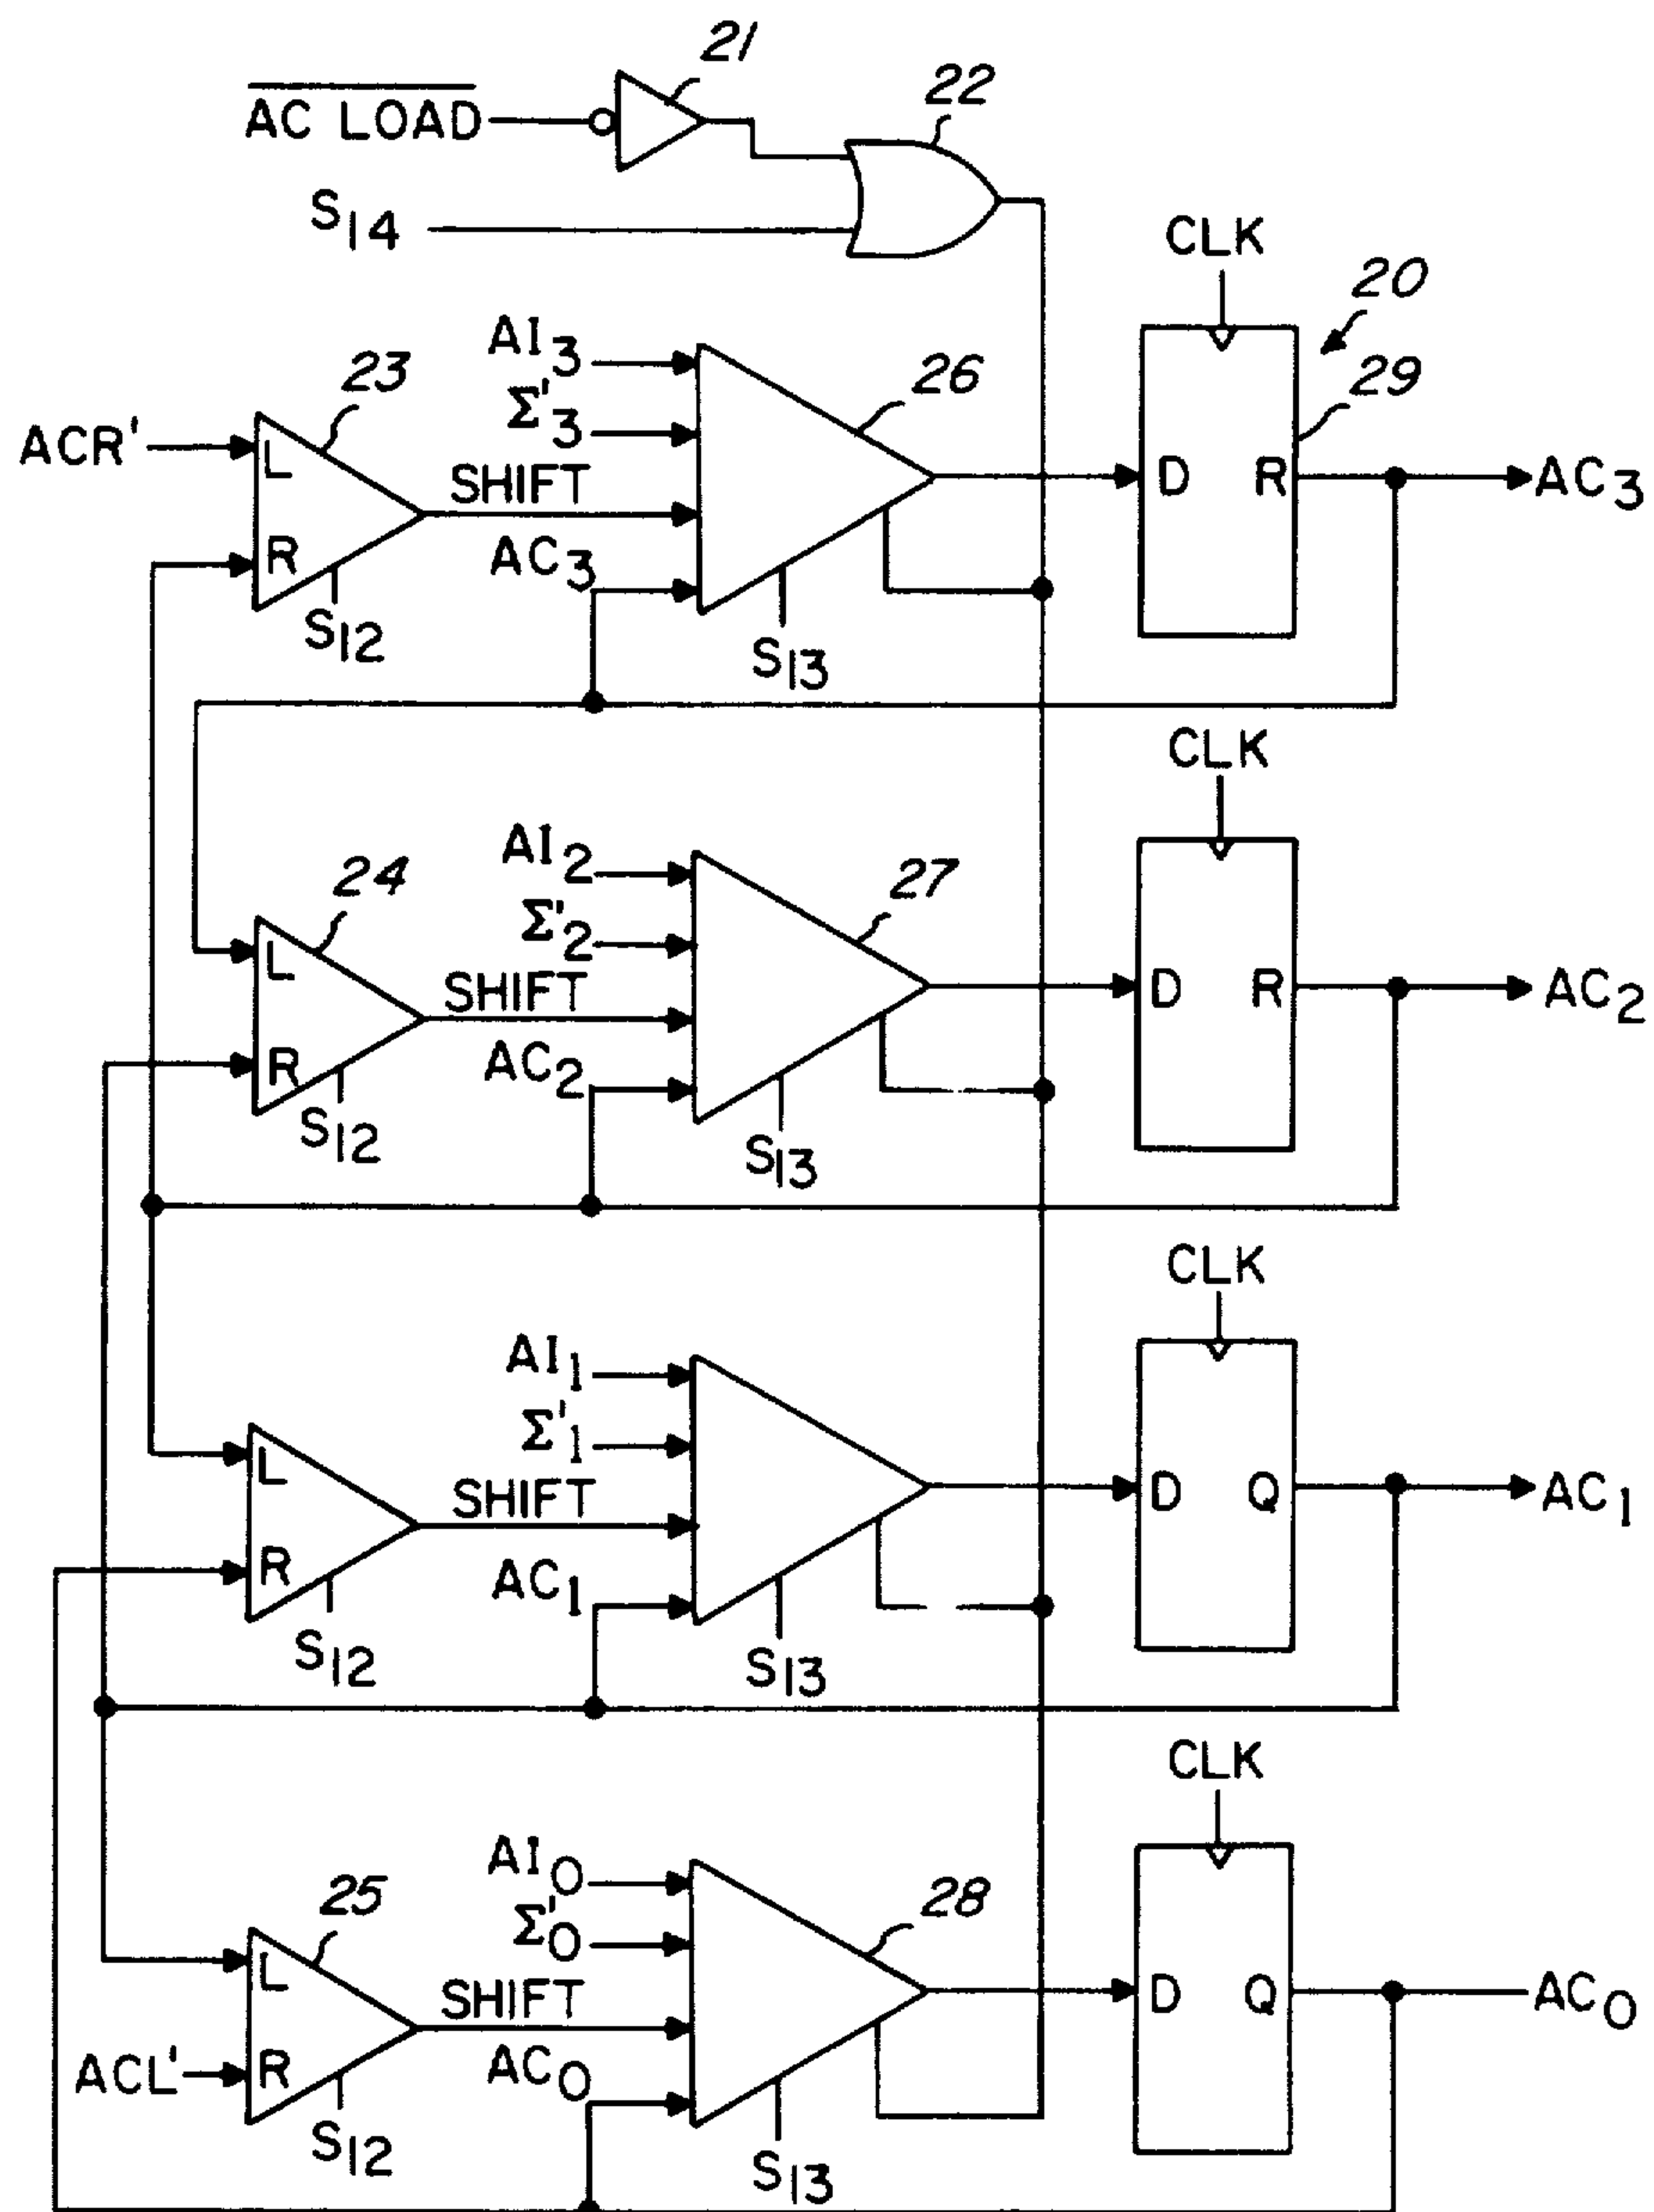 21
AC LOAD
22
S14
CLK
20
AI3
23
Σ'3
26
29
ACR'
L
SHIFT
D R
AC3
R
AC3
S12
S13
CLK
AI2
24
Σ'2
27
L
SHIFT
D R
AC2
R
AC2
S12
S13
CLK
AI1
Σ'1
L
SHIFT
D Q
AC1
R
AC1
S12
S13
CLK
AI0
25
Σ'0
28
L
SHIFT
D Q
AC0
ACL'
R
AC0
S12
S13